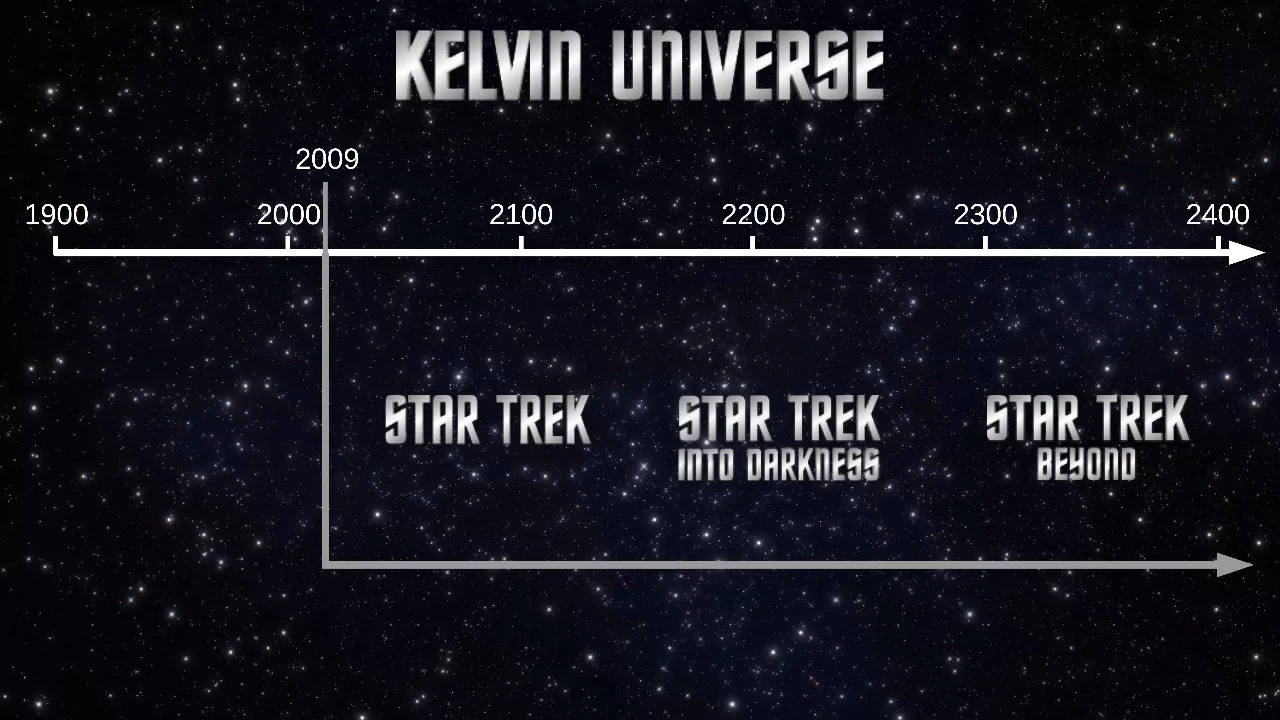 KELVIN UNIVERSE
2009
1900 2000 2100 2200 2300 2400
STAR TREK
STAR TREK
INTO DARKNESS
STAR TREK
BEYOND